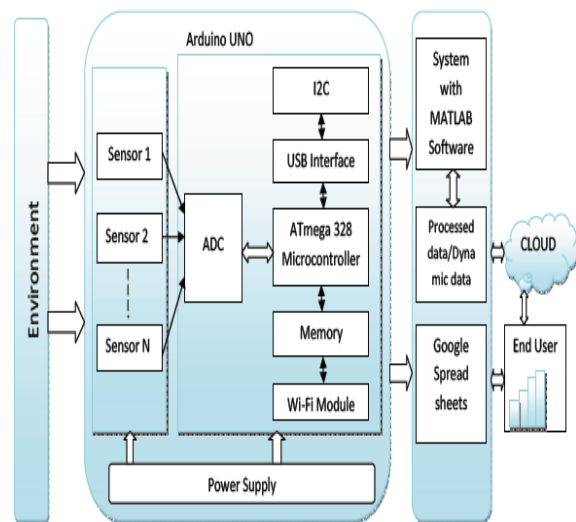 Environment
Arduino UNO
Sensor 1
Sensor 2
Sensor N
ADC
I2C
USB Interface
ATmega 328
Microcontroller
Memory
Wi-Fi Module
Power Supply
System
with
MATLAB
Software
Processed
data/Dyna
mic data
Google
Spread
sheets
CLOUD
End User